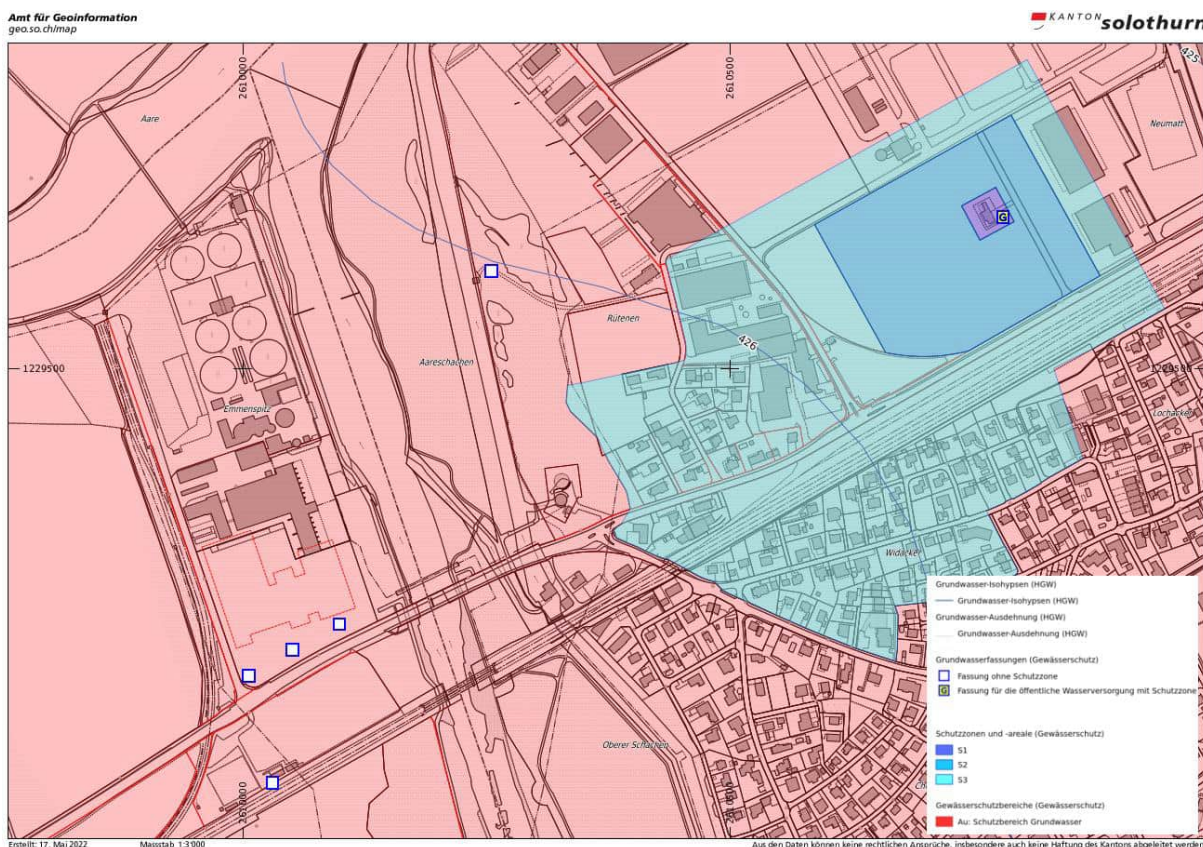 Amt für Geoinformation
geo.so.ch/map
KANTON solothurn
2610000
2610500
425
Aare
Neumatt
Rütenen
426
Aareschachen
1229500
1229500
Emmenspitz
Lochacker
Widacker
Oberer Schachen
2610000
2610500
Grundwasser-Isohypsen (HGW)
Grundwasser-Isohypsen (HGW)
Grundwasser-Ausdehnung (HGW)
Grundwasser-Ausdehnung (HGW)
Grundwasserfassungen (Gewässerschutz)
Fassung ohne Schutzzone
G Fassung für die öffentliche Wasserversorgung mit Schutzzone
G
Schutzzonen und -areale (Gewässerschutz)
S1
S2
S3
Gewässerschutzbereiche (Gewässerschutz)
Au: Schutzbereich Grundwasser
Erstellt: 17. Mai 2022 Massstab 1:3'000
Aus den Daten können keine rechtlichen Ansprüche, insbesondere auch keine Haftung des Kantons abgeleitet werden